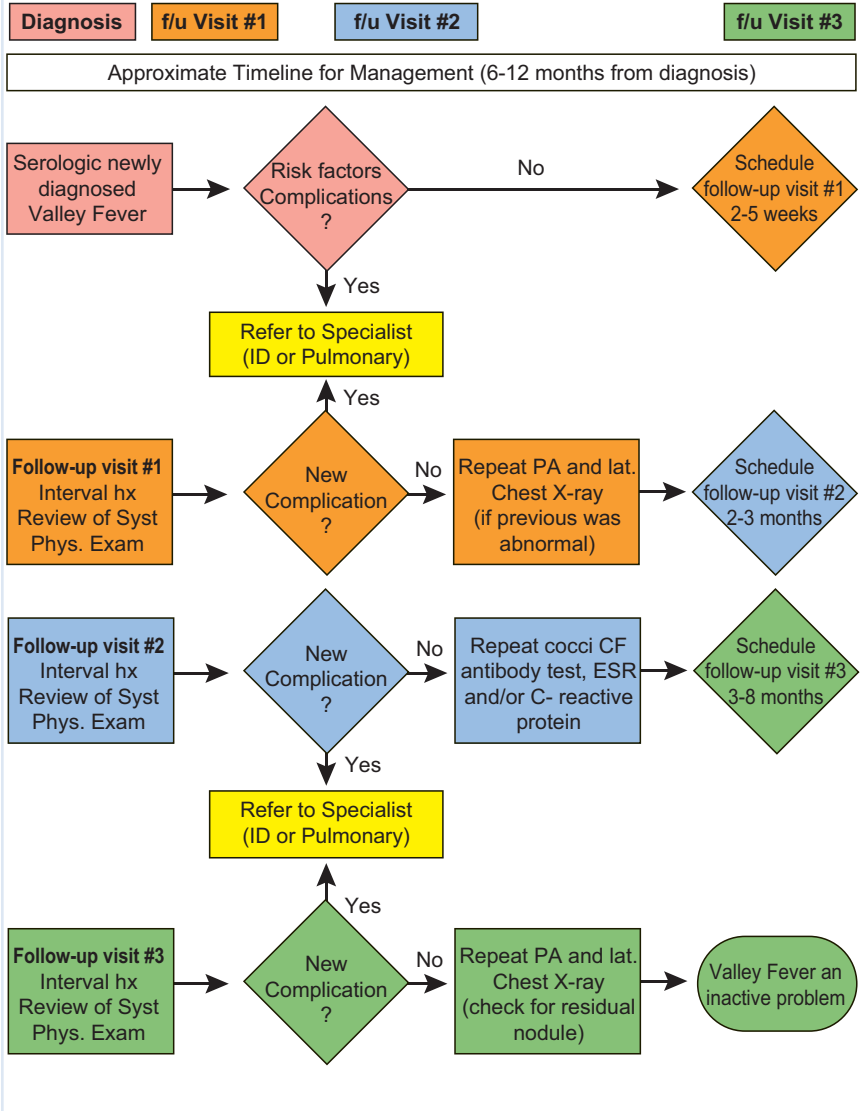 Diagnosis
f/u Visit #1
f/u Visit #2
f/u Visit #3
Approximate Timeline for Management (6-12 months from diagnosis)
Serologic newly
diagnosed
Valley Fever
Risk factors
Complications
?
No
Schedule
follow-up visit #1
2-5 weeks
Yes
Refer to Specialist
(ID or Pulmonary)
Yes
Follow-up visit #1
Interval hx
Review of Syst
Phys. Exam
New
Complication
?
No
Repeat PA and lat.
Chest X-ray
(if previous was
abnormal)
Schedule
follow-up visit #2
2-3 months
Follow-up visit #2
Interval hx
Review of Syst
Phys. Exam
New
Complication
?
No
Repeat cocci CF
antibody test, ESR
and/or C- reactive
protein
Schedule
follow-up visit #3
3-8 months
Yes
Refer to Specialist
(ID or Pulmonary)
Yes
Follow-up visit #3
Interval hx
Review of Syst
Phys. Exam
New
Complication
?
No
Repeat PA and lat.
Chest X-ray
(check for residual
nodule)
Valley Fever an
inactive problem